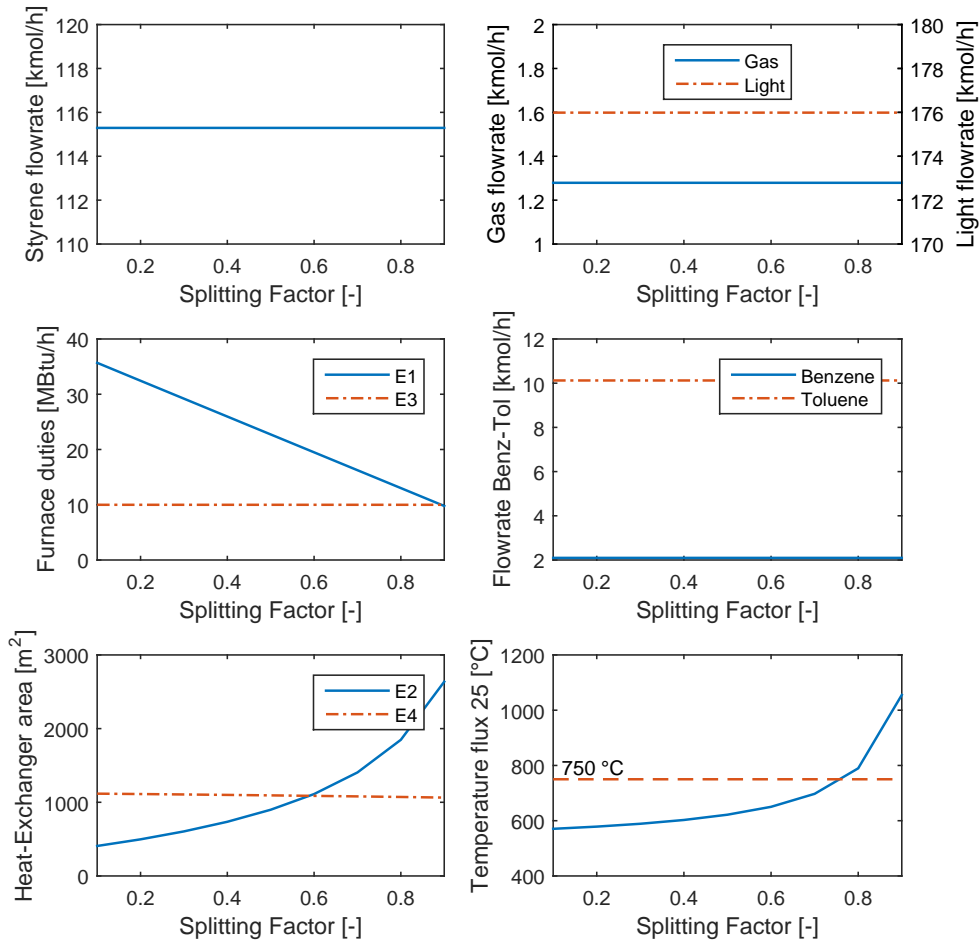 Styrene flowrate [kmol/h]
120
118
116
114
112
110
0.2 0.4 0.6 0.8
Splitting Factor [-]
Gas flowrate [kmol/h]
2
1.8
1.6
1.4
1.2
1
Gas
Light
180
178
176
174
172
170
Light flowrate [kmol/h]
0.2 0.4 0.6 0.8
Splitting Factor [-]
Furnace duties [MBtu/h]
40
30
20
10
0
E1
E3
0.2 0.4 0.6 0.8
Splitting Factor [-]
Flowrate Benz-Tol [kmol/h]
12
10
8
6
4
2
Benzene
Toluene
0.2 0.4 0.6 0.8
Splitting Factor [-]
Heat-Exchanger area [m²]
3000
2000
1000
0
E2
E4
0.2 0.4 0.6 0.8
Splitting Factor [-]
Temperature flux 25 [°C]
1200
1000
800
600
400
750 °C
0.2 0.4 0.6 0.8
Splitting Factor [-]